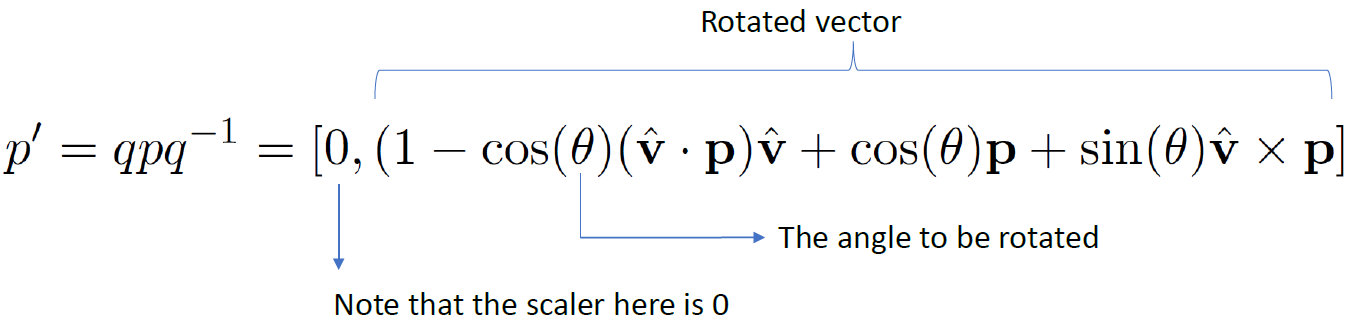 Rotated vector
p′ = qpq⁻¹ = [0, (1 − cos(θ)(v̂ · p)v̂ + cos(θ)p + sin(θ)v̂ × p]
The angle to be rotated
Note that the scaler here is 0